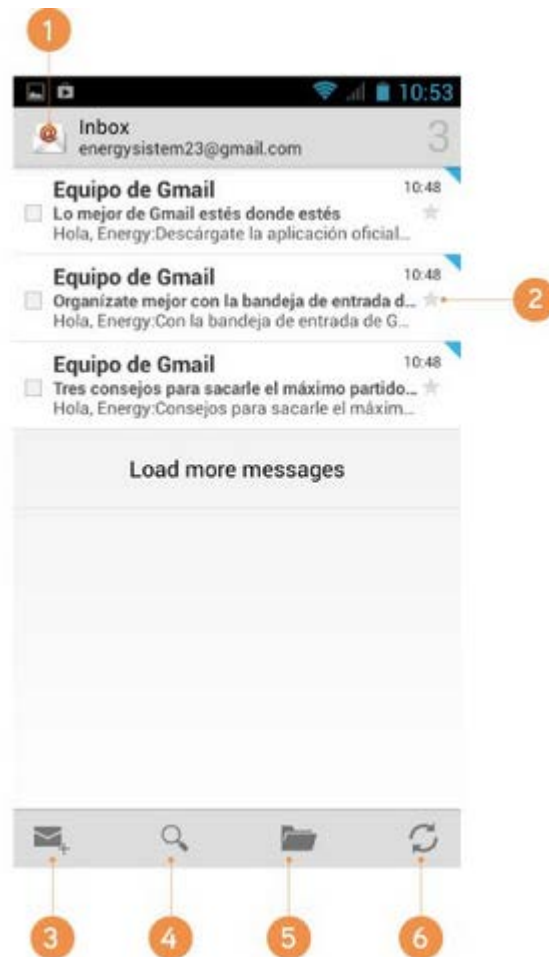 1
10:53
Inbox
energysistem23@gmail.com
3
Equipo de Gmail
10:48
Lo mejor de Gmail estés donde estés
Hola, Energy:Descárgate la aplicación oficial...
Equipo de Gmail
10:48
Organízate mejor con la bandeja de entrada d...
2
Hola, Energy:Con la bandeja de entrada de G...
Equipo de Gmail
10:48
Tres consejos para sacarle el máximo partido...
Hola, Energy:Consejos para sacarle el máxim...
Load more messages
3
4
5
6